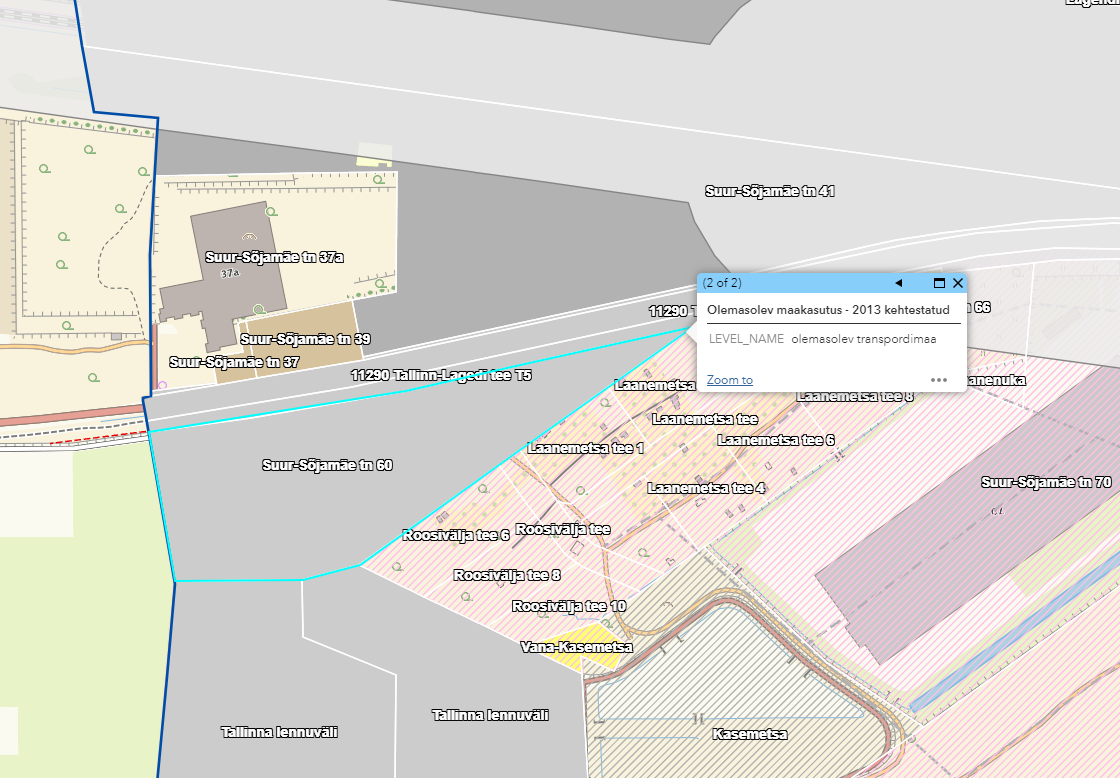 Suur-Sõjamäe tn 41
Suur-Sõjamäe tn 37a
37a
(2 of 2)
Olemasolev maakasutus - 2013 kehtestatud
LEVEL_NAME olemasolev transpordimaa
Zoom to
11290 T
66
Suur-Sõjamäe tn 39
Suur-Sõjamäe tn 37
11290 Tallinn-Lagedi tee T5
Laanemetsa
Laanemetsa tee 8
Laanemetsa tee
Laanemetsa tee 6
Laanemetsa tee 1
Suur-Sõjamäe tn 60
Suur-Sõjamäe tn 70
Laanemetsa tee 4
Roosivälja tee 6
Roosivälja tee
Roosivälja tee 8
Roosivälja tee 10
Vana-Kasemetsa
Tallinna lennuväli
Tallinna lennuväli
Kasemetsa